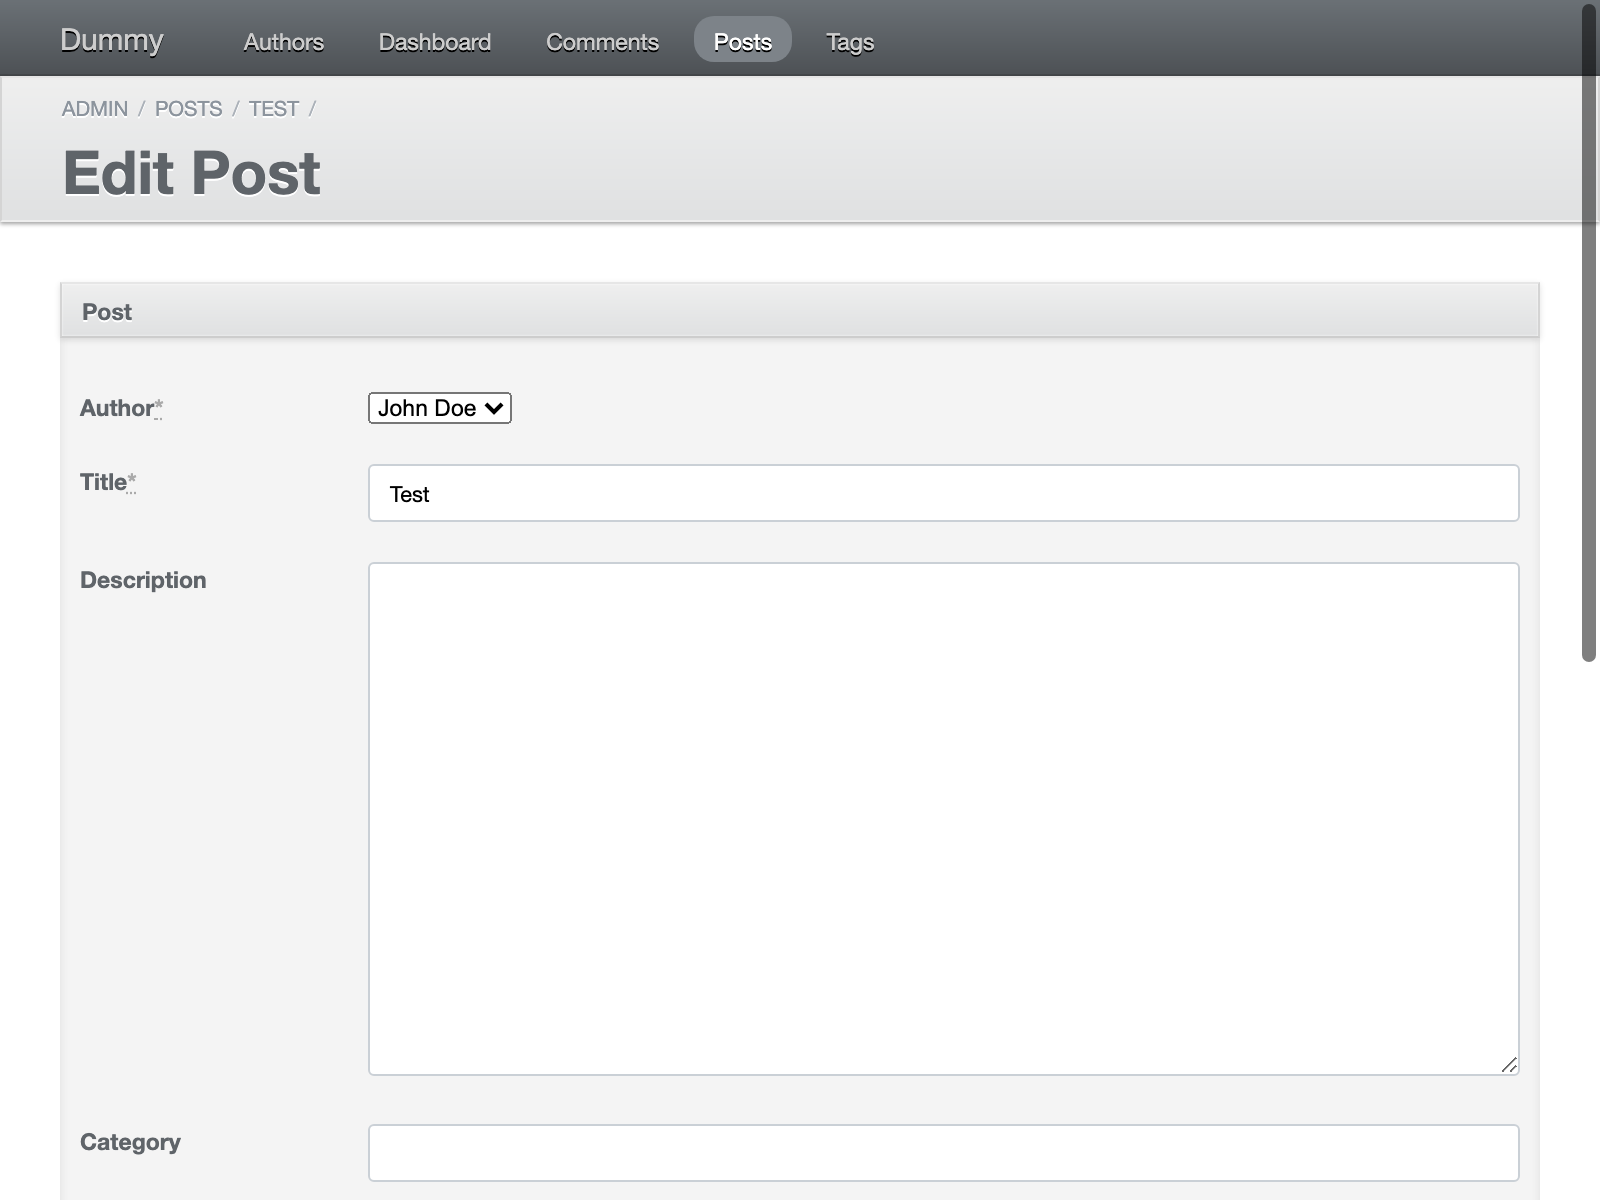 Dummy Authors Dashboard Comments Posts Tags
ADMIN / POSTS / TEST /
Edit Post
Post
Author* John Doe
Title* Test
Description
Category